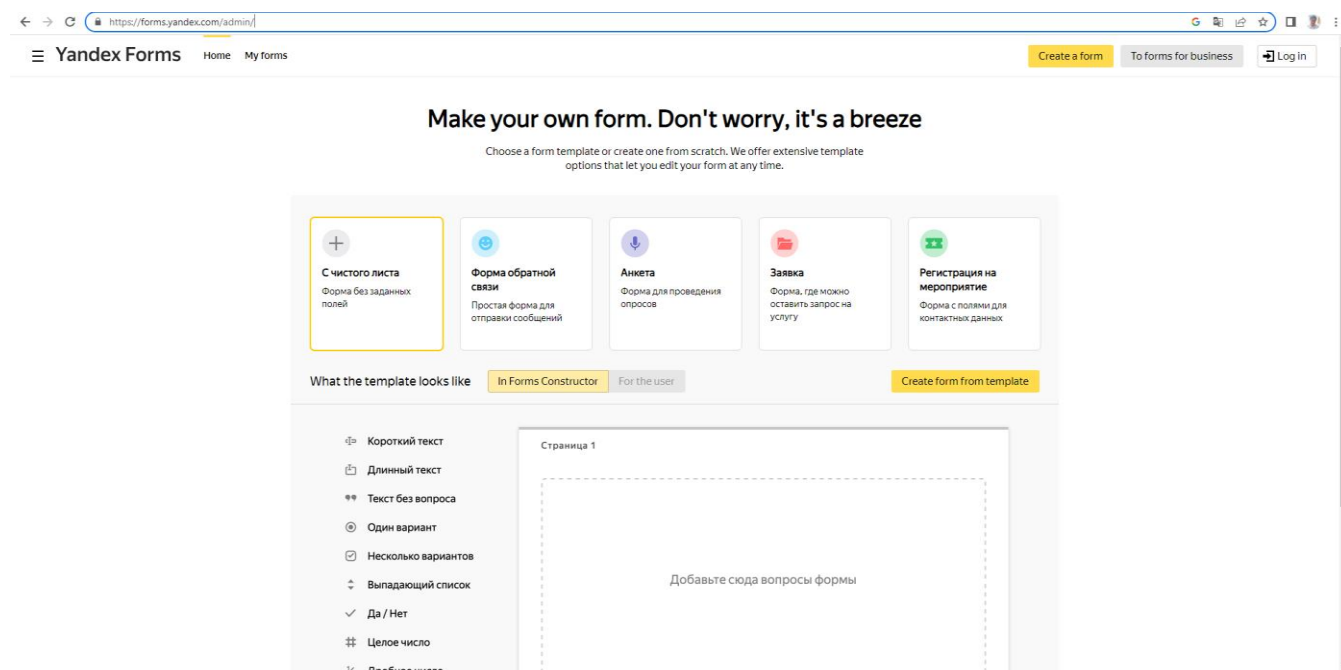 https://forms.yandex.com/admin/
Yandex Forms Home My forms Create a form To forms for business Log in
Make your own form. Don't worry, it's a breeze
Choose a form template or create one from scratch. We offer extensive template
options that let you edit your form at any time.
С чистого листа
Форма без заданных
полей
Форма обратной
связи
Простая форма для
отправки сообщений
Анкета
Форма для проведения
опросов
Заявка
Форма, где можно
оставить запрос на
услугу
Регистрация на
мероприятие
Форма с полями для
контактных данных
What the template looks like In Forms Constructor For the user Create form from template
Короткий текст
Длинный текст
Текст без вопроса
Один вариант
Несколько вариантов
Выпадающий список
Да / Нет
Целое число
Страница 1
Добавьте сюда вопросы формы